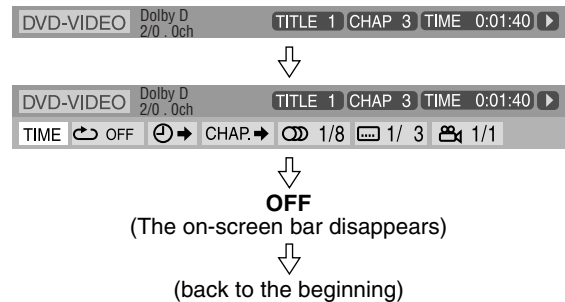 DVD-VIDEO Dolby D 2/0 . 0ch TITLE 1 CHAP 3 TIME 0:01:40
DVD-VIDEO Dolby D 2/0 . 0ch TITLE 1 CHAP 3 TIME 0:01:40
TIME OFF CHAP. 1/8 1/ 3 1/1
OFF
(The on-screen bar disappears)
(back to the beginning)